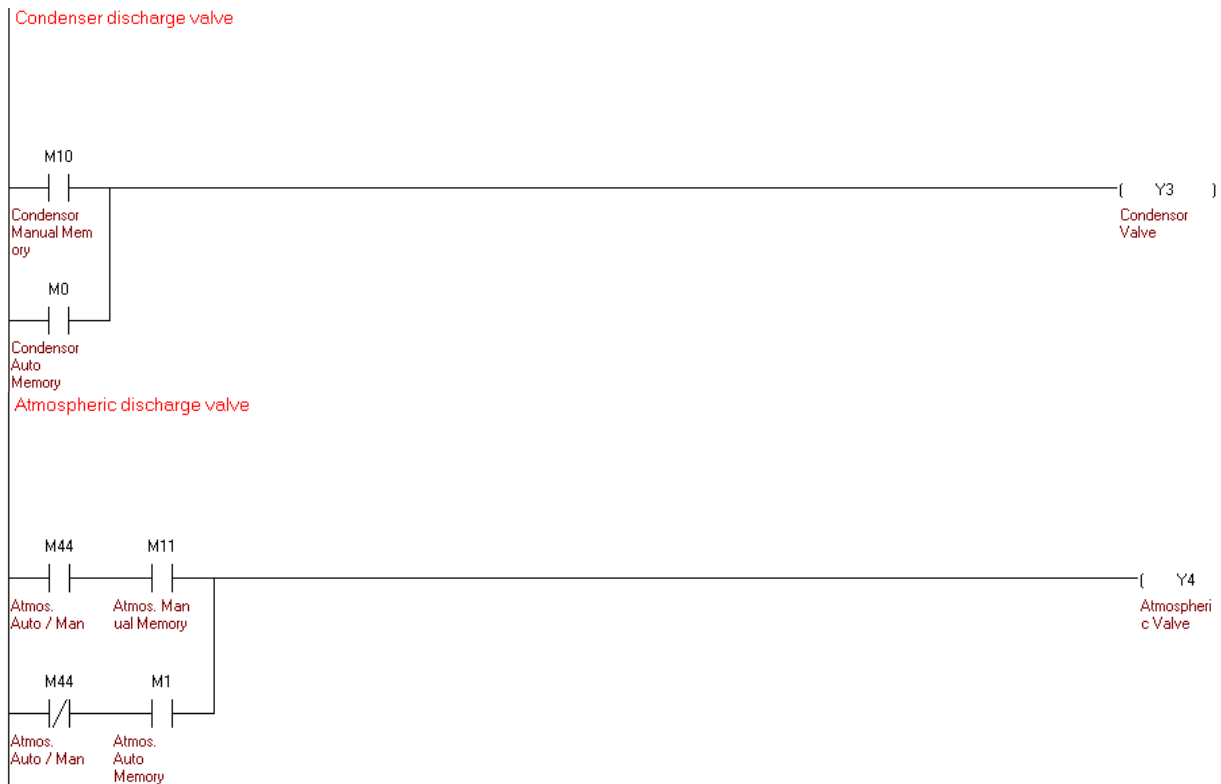 Condenser discharge valve
M10
( Y3 )
Condensor
Manual Mem
ory
Condensor
Valve
M0
Condensor
Auto
Memory
Atmospheric discharge valve
M44 M11
( Y4
Atmos.
Auto / Man
Atmos. Man
ual Memory
Atmospheri
c Valve
M44 M1
Atmos.
Auto / Man
Atmos.
Auto
Memory